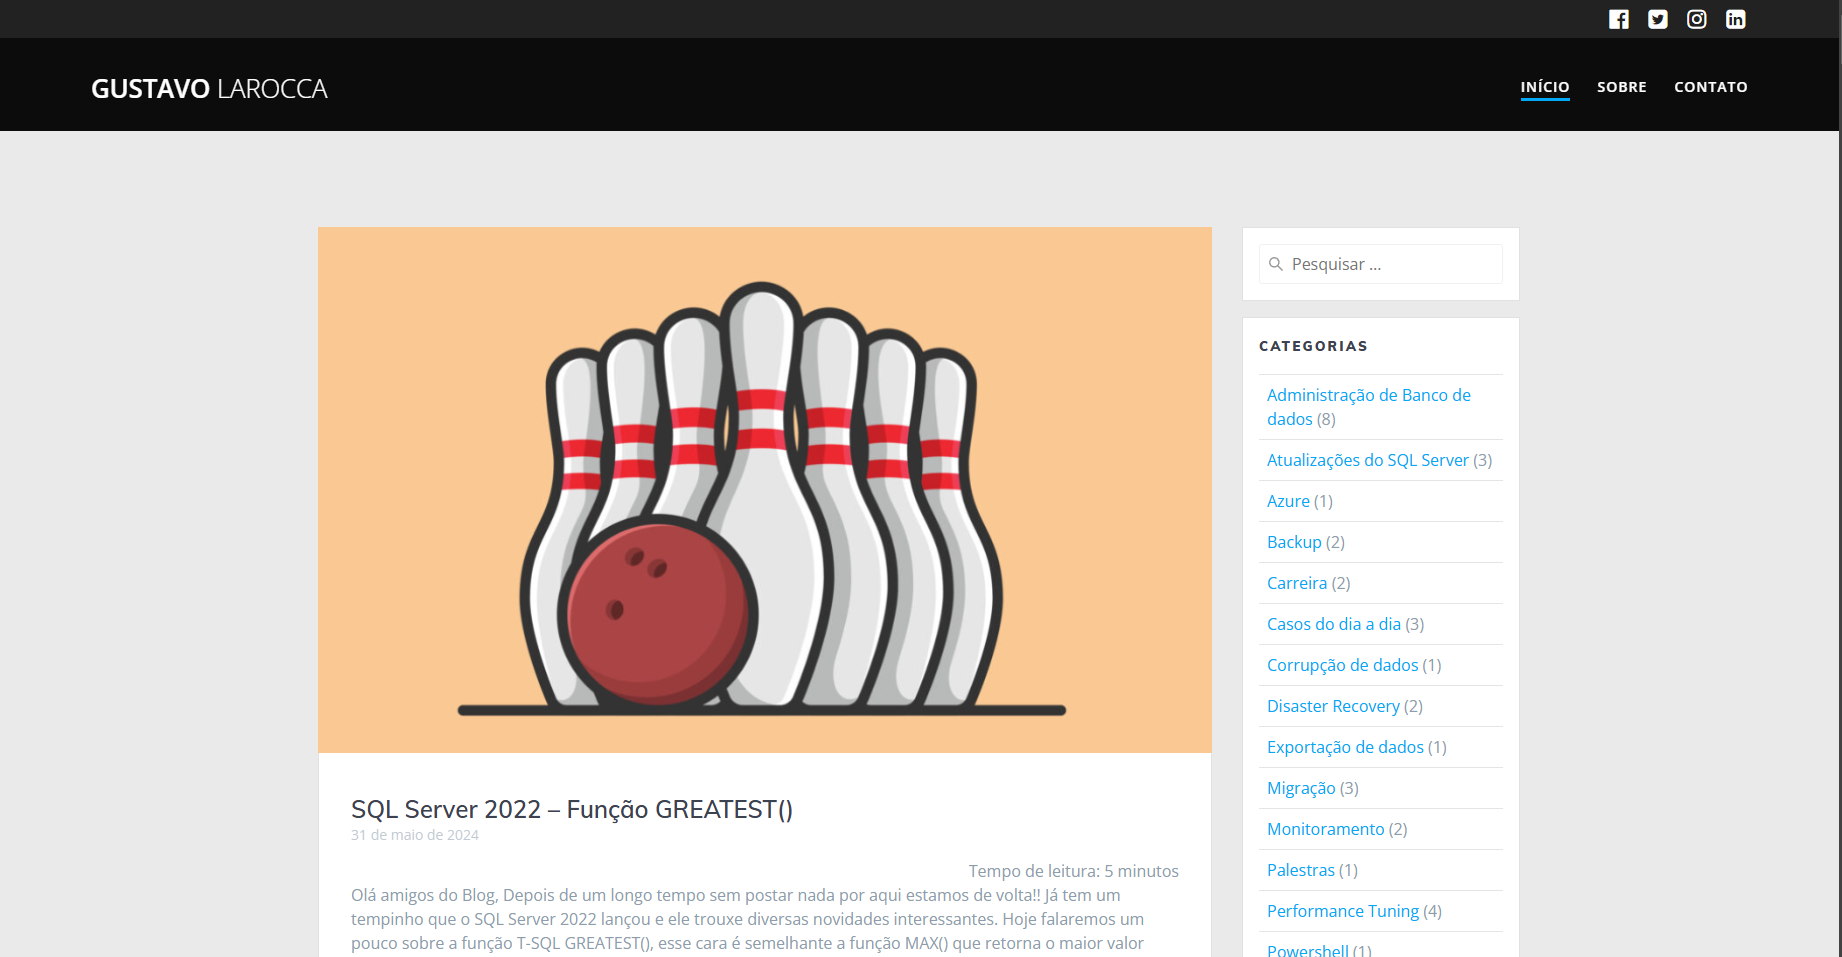 GUSTAVO LAROCCA
INÍCIO SOBRE CONTATO
SQL Server 2022 – Função GREATEST()
31 de maio de 2024
Tempo de leitura: 5 minutos
Olá amigos do Blog, Depois de um longo tempo sem postar nada por aqui estamos de volta!! Já tem um
tempinho que o SQL Server 2022 lançou e ele trouxe diversas novidades interessantes. Hoje falaremos um
pouco sobre a função T-SQL GREATEST(), esse cara é semelhante a função MAX() que retorna o maior valor
Pesquisar ...
CATEGORIAS
Administração de Banco de
dados (8)
Atualizações do SQL Server (3)
Azure (1)
Backup (2)
Carreira (2)
Casos do dia a dia (3)
Corrupção de dados (1)
Disaster Recovery (2)
Exportação de dados (1)
Migração (3)
Monitoramento (2)
Palestras (1)
Performance Tuning (4)
Powershell (1)